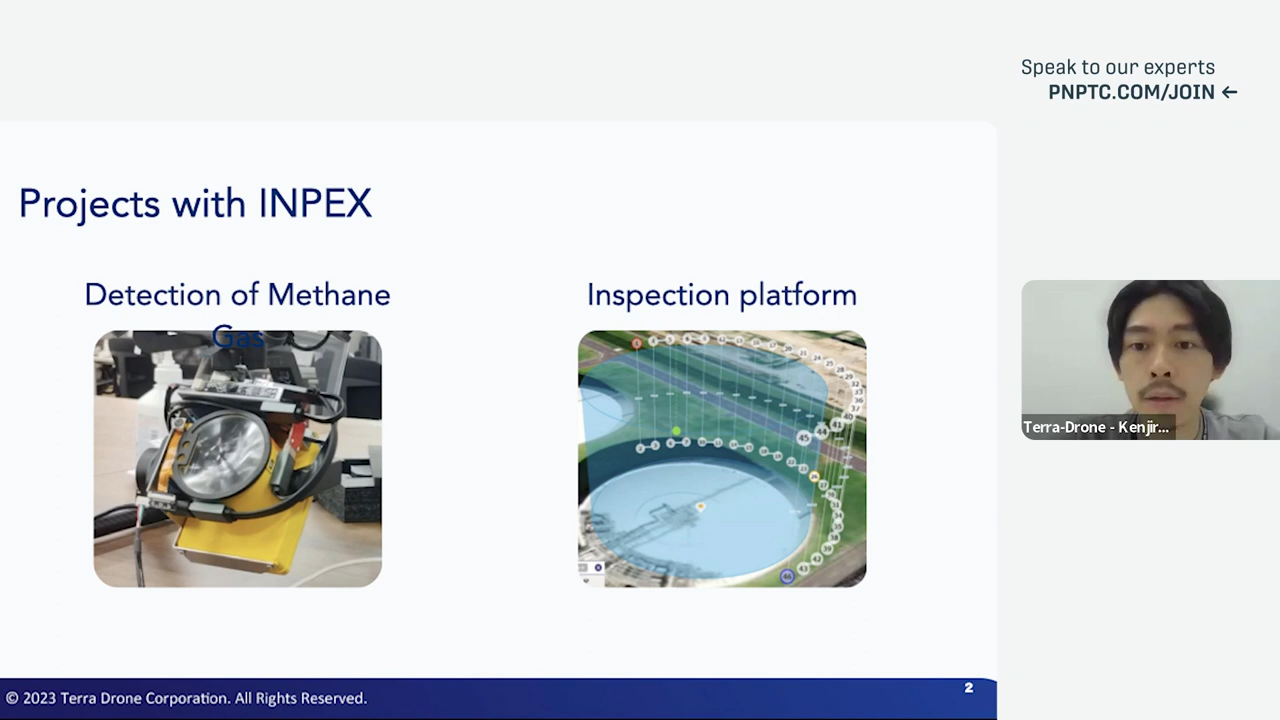 Speak to our experts
PNPTC.COM/JOIN ←
Projects with INPEX
Detection of Methane
Gas
Inspection platform
Terra-Drone - Kenjir...
© 2023 Terra Drone Corporation. All Rights Reserved.
2